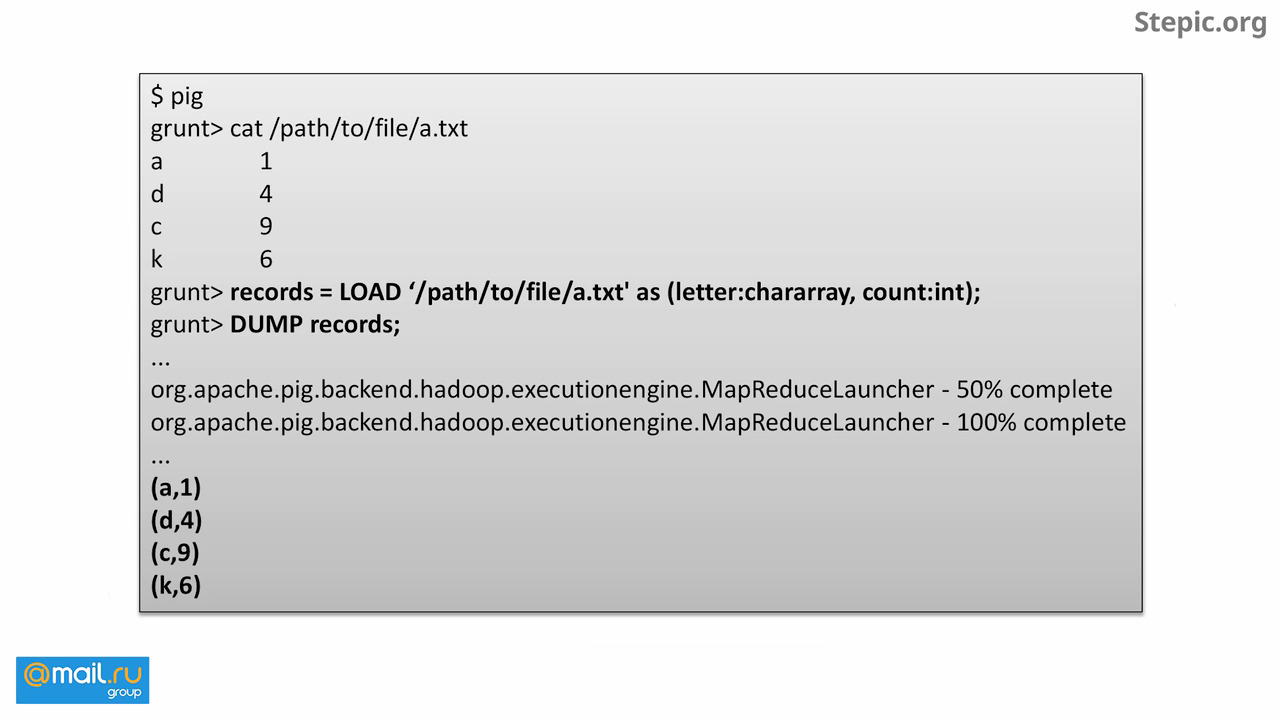 Stepic.org
$ pig
grunt> cat /path/to/file/a.txt
a 1
d 4
c 9
k 6
grunt> records = LOAD ‘/path/to/file/a.txt' as (letter:chararray, count:int);
grunt> DUMP records;
...
org.apache.pig.backend.hadoop.executionengine.MapReduceLauncher - 50% complete
org.apache.pig.backend.hadoop.executionengine.MapReduceLauncher - 100% complete
...
(a,1)
(d,4)
(c,9)
(k,6)
@mail.ru
group